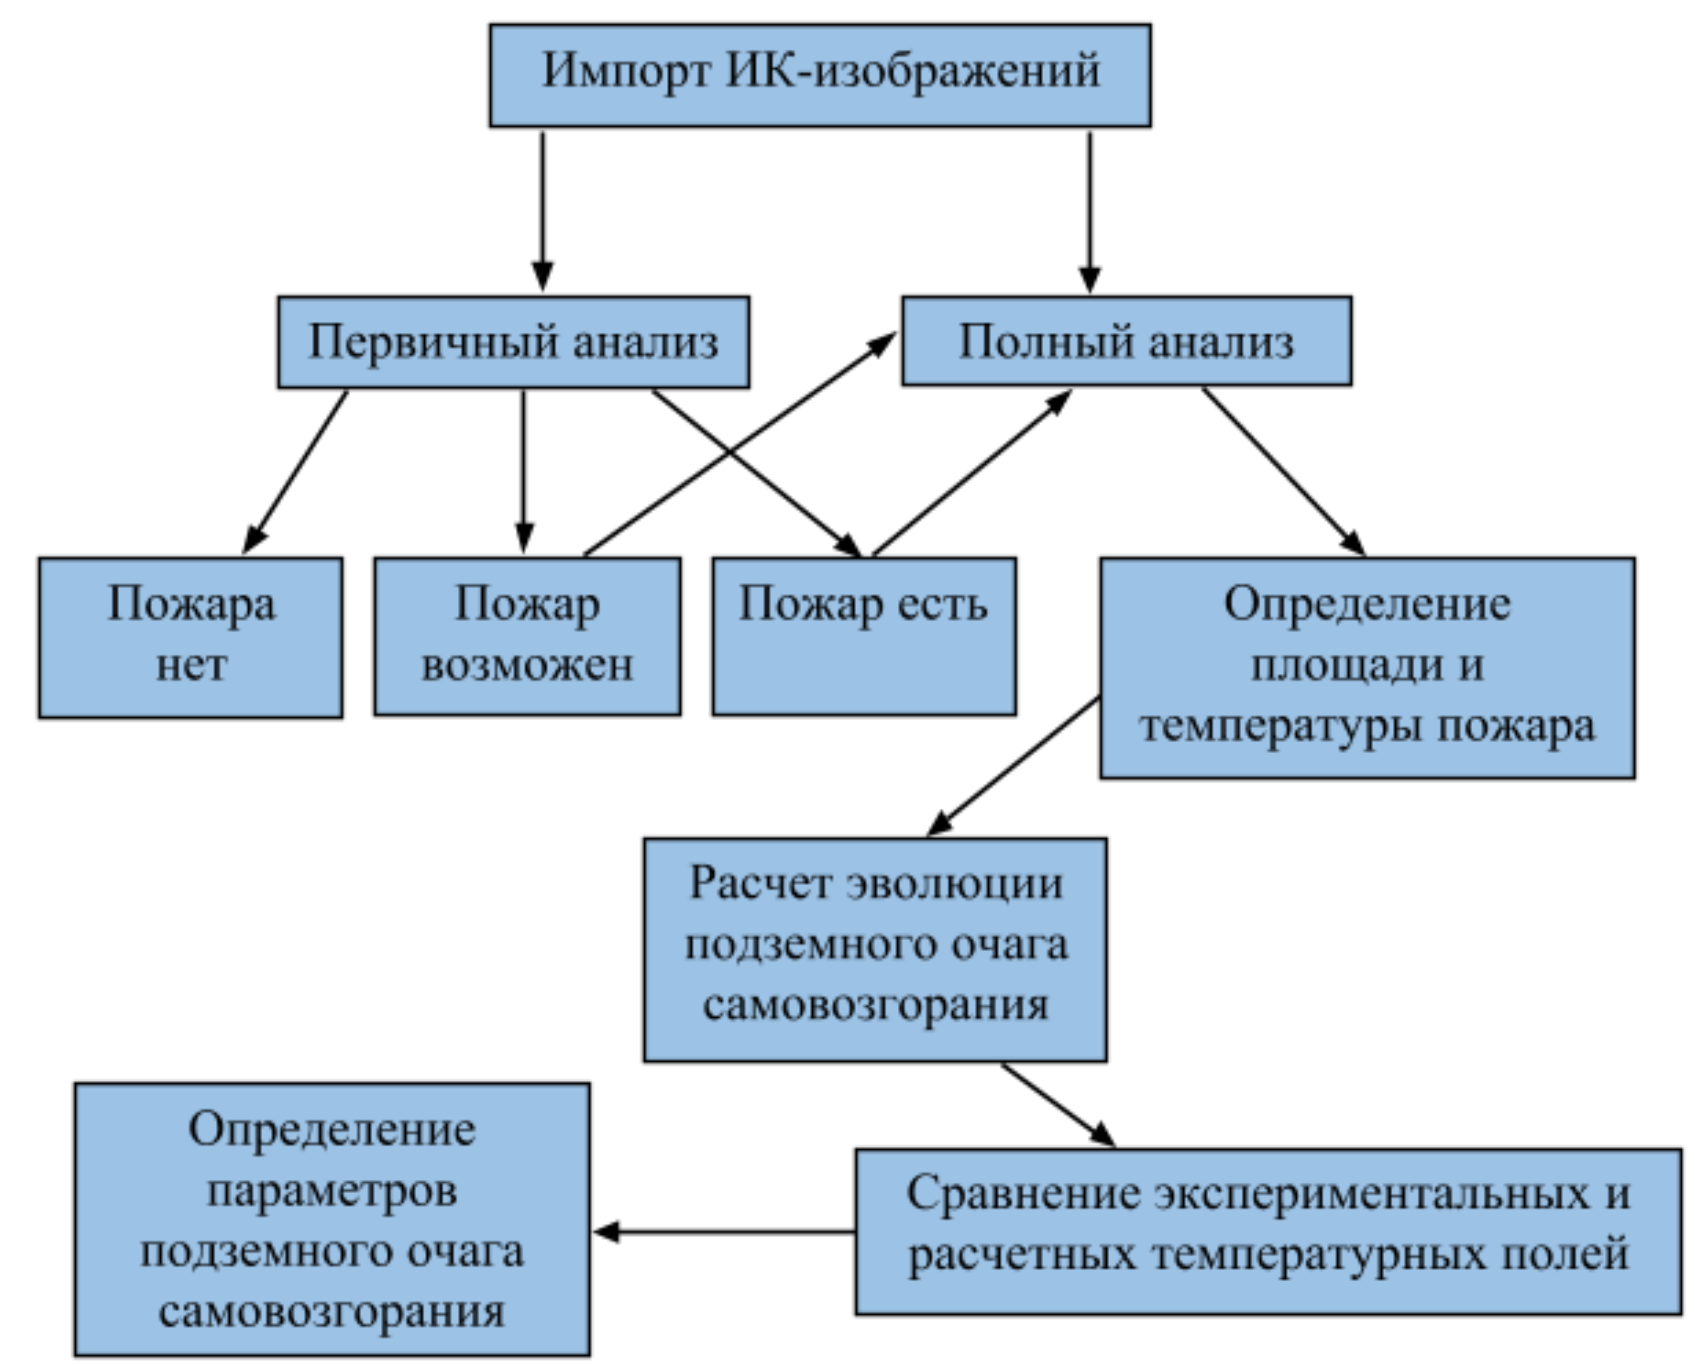 Импорт ИК-изображений
Первичный анализ
Полный анализ
Пожара
нет
Пожар
возможен
Пожар есть
Определение
площади и
температуры пожара
Расчет эволюции
подземного очага
самовозгорания
Определение
параметров
подземного очага
самовозгорания
Сравнение экспериментальных и
расчетных температурных полей